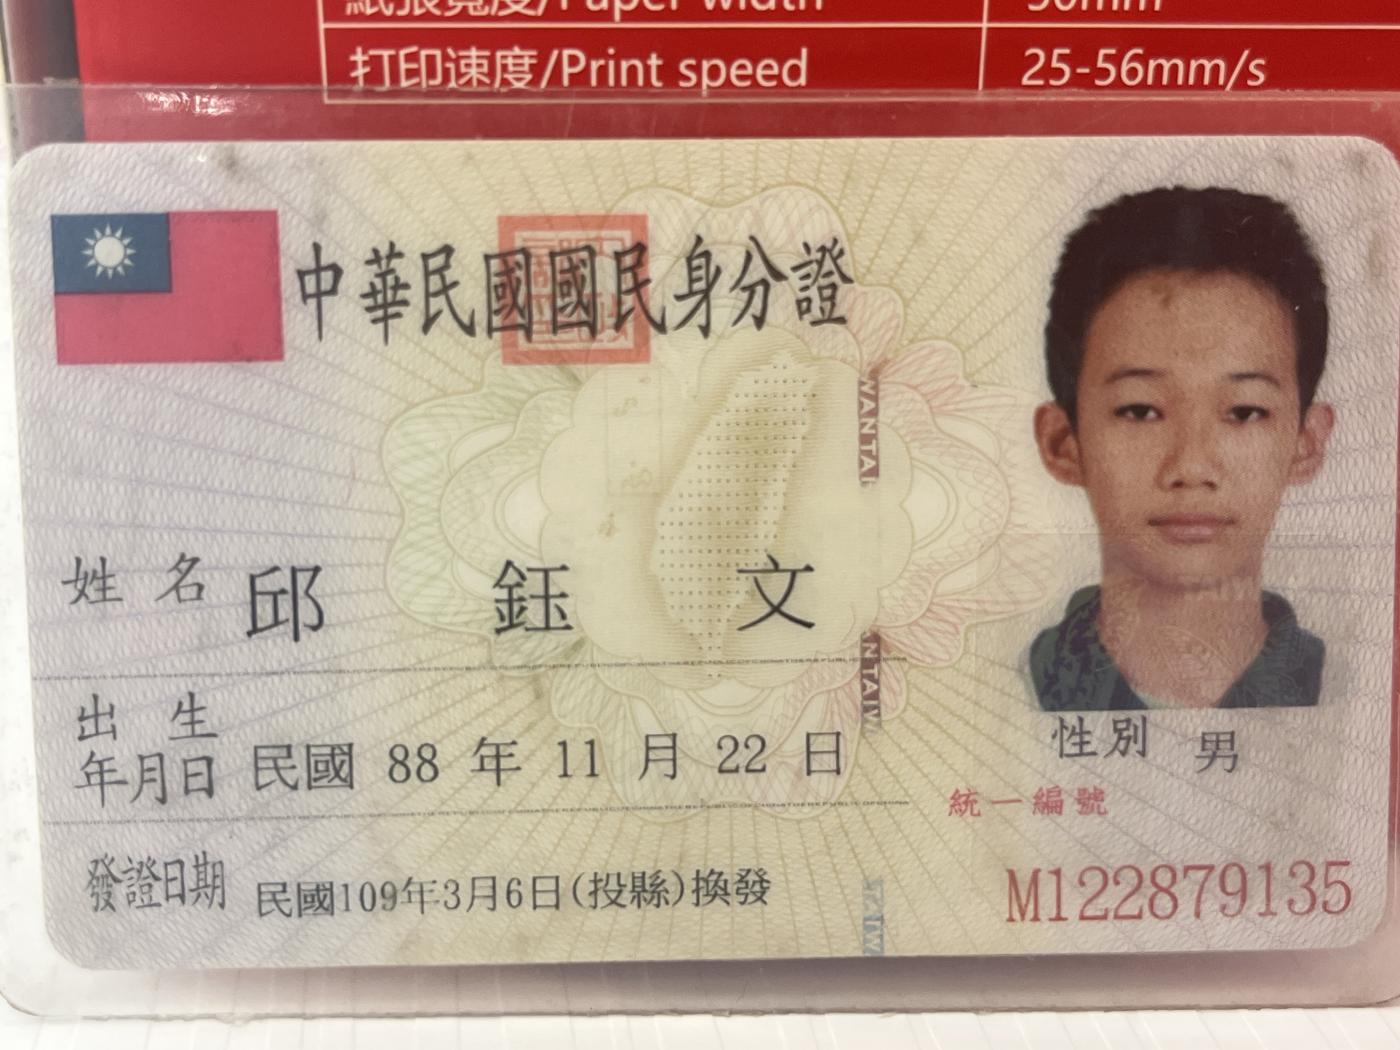 打印速度/Print speed 25-56mm/s
中華民國國民身分證
姓名 邱鈺文
出生年月日 民國 88 年 11 月 22 日
性別 男
統一編號
發證日期 民國109年3月6日(投縣)換發
M122879135